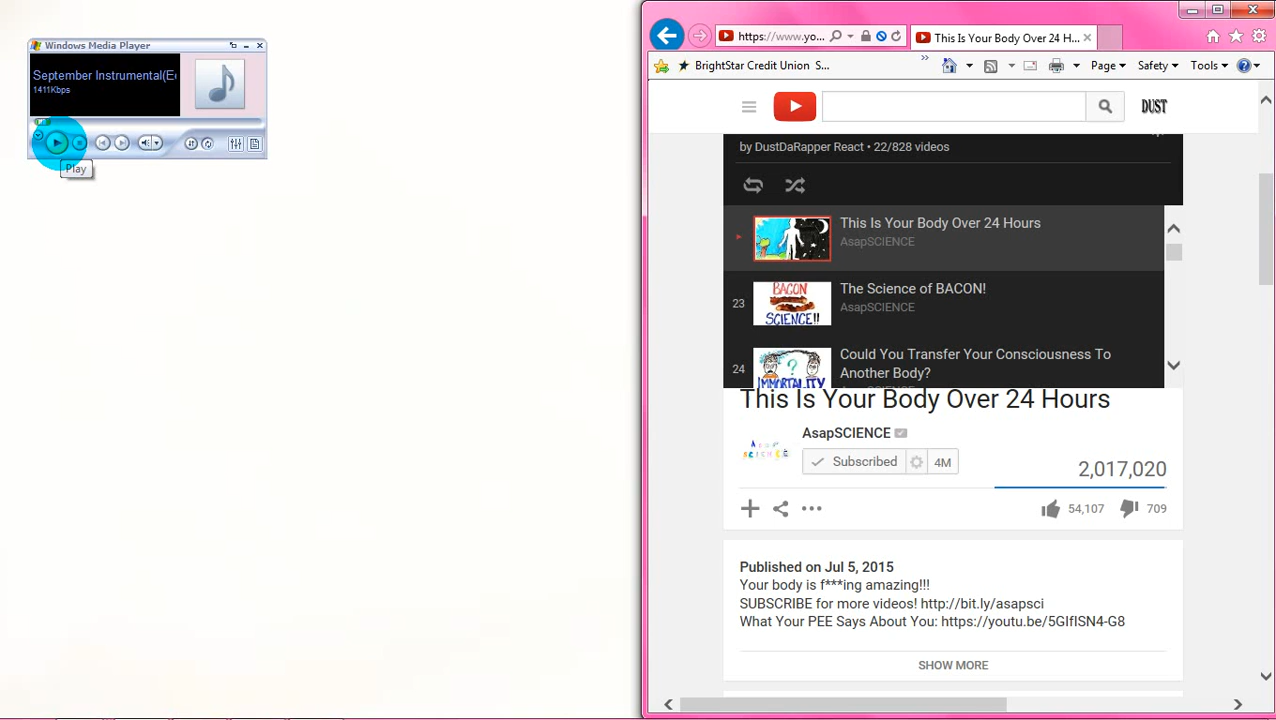 Windows Media Player
September Instrumental(E
1411Kbps
Play
https://www.yo...
This Is Your Body Over 24 H...
BrightStar Credit Union S...
Page
Safety
Tools
DUST
by DustDaRapper React • 22/828 videos
This Is Your Body Over 24 Hours
AsapSCIENCE
23
BACON
SCIENCE!!
The Science of BACON!
AsapSCIENCE
24
?
IMMORTALITY
Could You Transfer Your Consciousness To
Another Body?
This Is Your Body Over 24 Hours
ASAP
SCIENCE
AsapSCIENCE
Subscribed
4M
2,017,020
54,107
709
Published on Jul 5, 2015
Your body is f***ing amazing!!!
SUBSCRIBE for more videos! http://bit.ly/asapsci
What Your PEE Says About You: https://youtu.be/5GIfISN4-G8
SHOW MORE